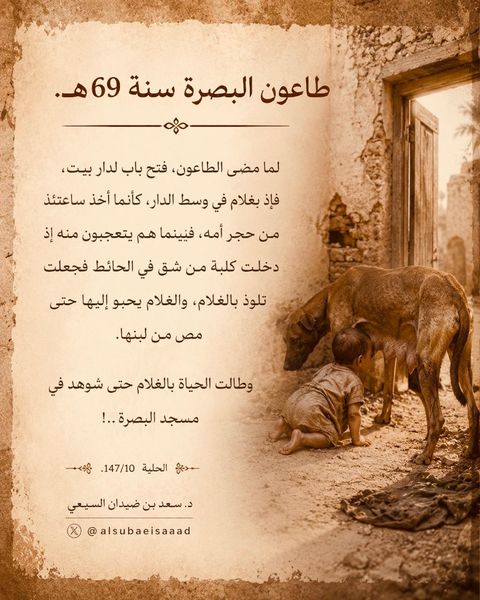 طاعون البصرة سنة 69هـ.
لما مضى الطاعون، فتح باب لدار بيت،
فإذ بغلام في وسط الدار، كأنما أخذ ساعتئذ
من حجر أمه، فبينما هم يتعجبون منه إذ
دخلت كلبة من شق في الحائط فجعلت
تلوذ بالغلام، والغلام يحبو إليها حتى
مص من لبنها.
وطالت الحياة بالغلام حتى شوهد في
مسجد البصرة ..!
الحلية 147/10.
د. سعد بن ضيدان السبيعي
@alsubaeisaaad